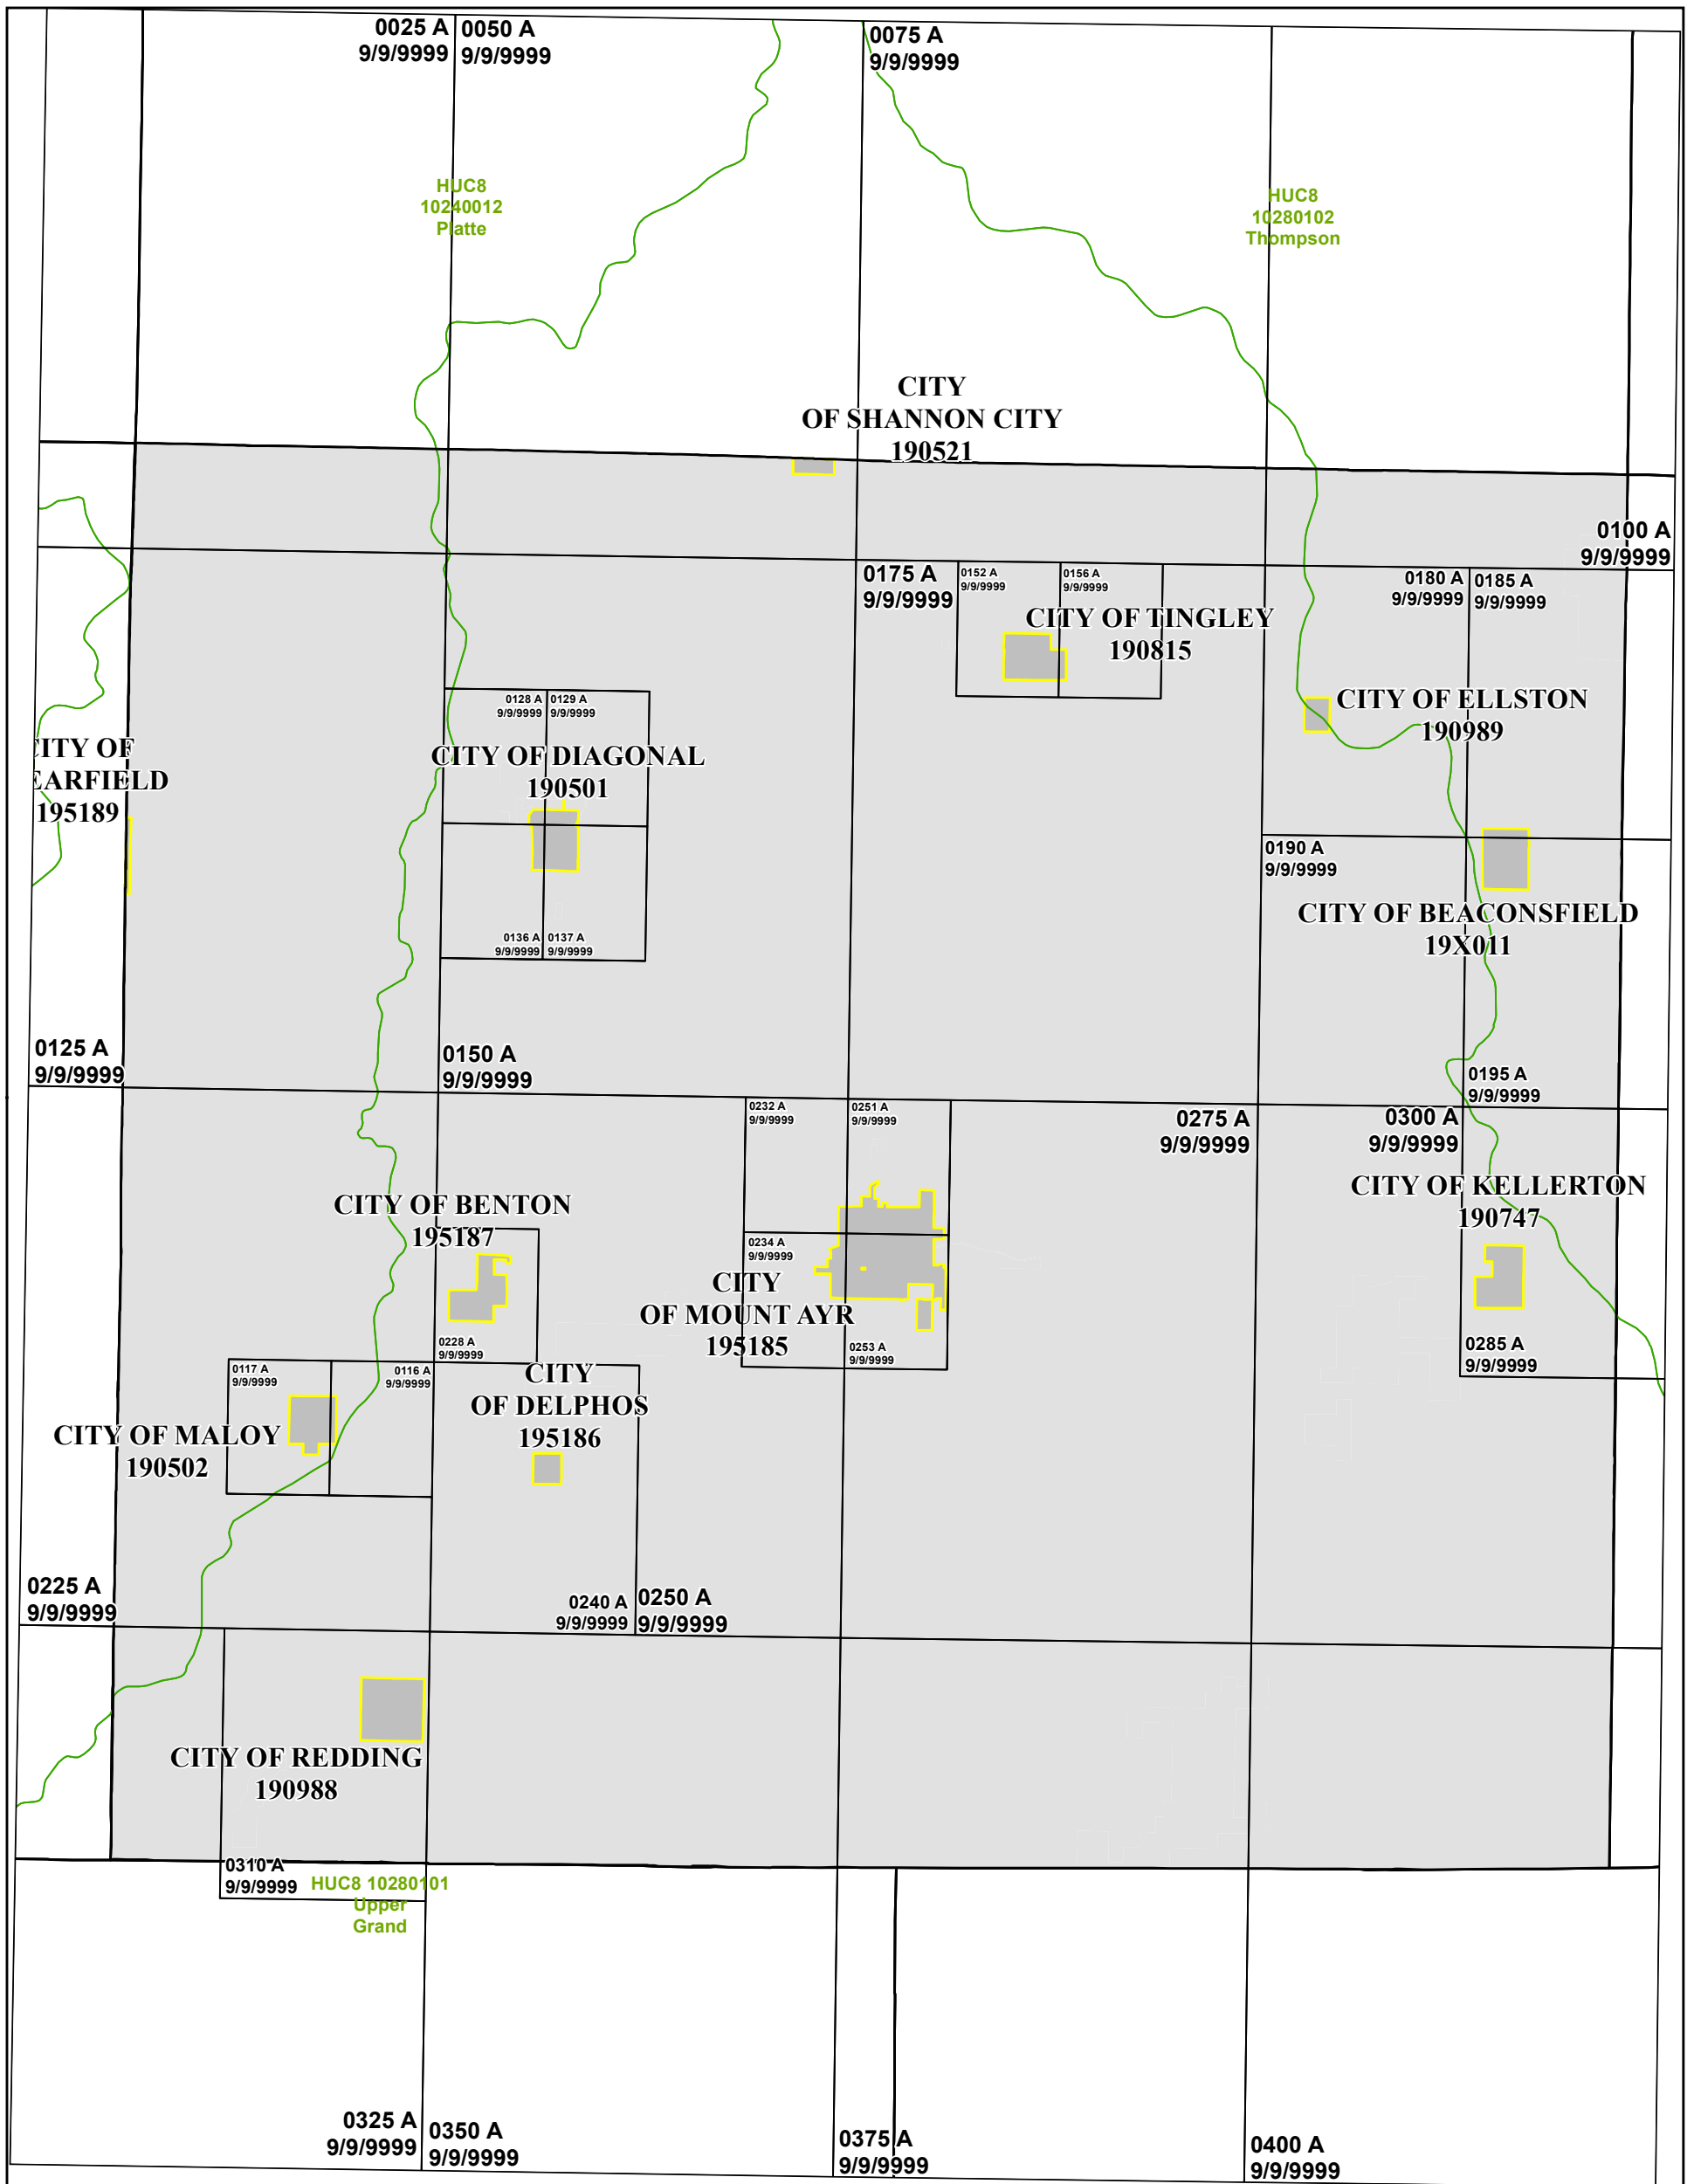 0025 A
9/9/9999
0050 A
9/9/9999
0075 A
9/9/9999
HUC8
10240012
Platte
HUC8
10280102
Thompson
CITY
OF SHANNON CITY
190521
0100 A
9/9/9999
0175 A
9/9/9999
0152 A
9/9/9999
0156 A
9/9/9999
0180 A
9/9/9999
0185 A
9/9/9999
CITY OF TINGLEY
190815
0128 A
9/9/9999
0129 A
9/9/9999
CITY OF ELLSTON
190989
CITY OF
EARFIELD
195189
CITY OF DIAGONAL
190501
0190 A
9/9/9999
CITY OF BEACONSFIELD
19X011
0136 A
9/9/9999
0137 A
9/9/9999
0125 A
9/9/9999
0150 A
9/9/9999
0195 A
9/9/9999
0232 A
9/9/9999
0251 A
9/9/9999
0275 A
9/9/9999
0300 A
9/9/9999
CITY OF BENTON
195187
CITY OF KELLERTON
190747
0234 A
9/9/9999
CITY
OF MOUNT AYR
195185
0228 A
9/9/9999
0253 A
9/9/9999
0285 A
9/9/9999
0117 A
9/9/9999
0116 A
9/9/9999
CITY
OF DELPHOS
195186
CITY OF MALOY
190502
0225 A
9/9/9999
0240 A
9/9/9999
0250 A
9/9/9999
CITY OF REDDING
190988
0310 A
9/9/9999
HUC8 10280101
Upper
Grand
0325 A
9/9/9999
0350 A
9/9/9999
0375 A
9/9/9999
0400 A
9/9/9999